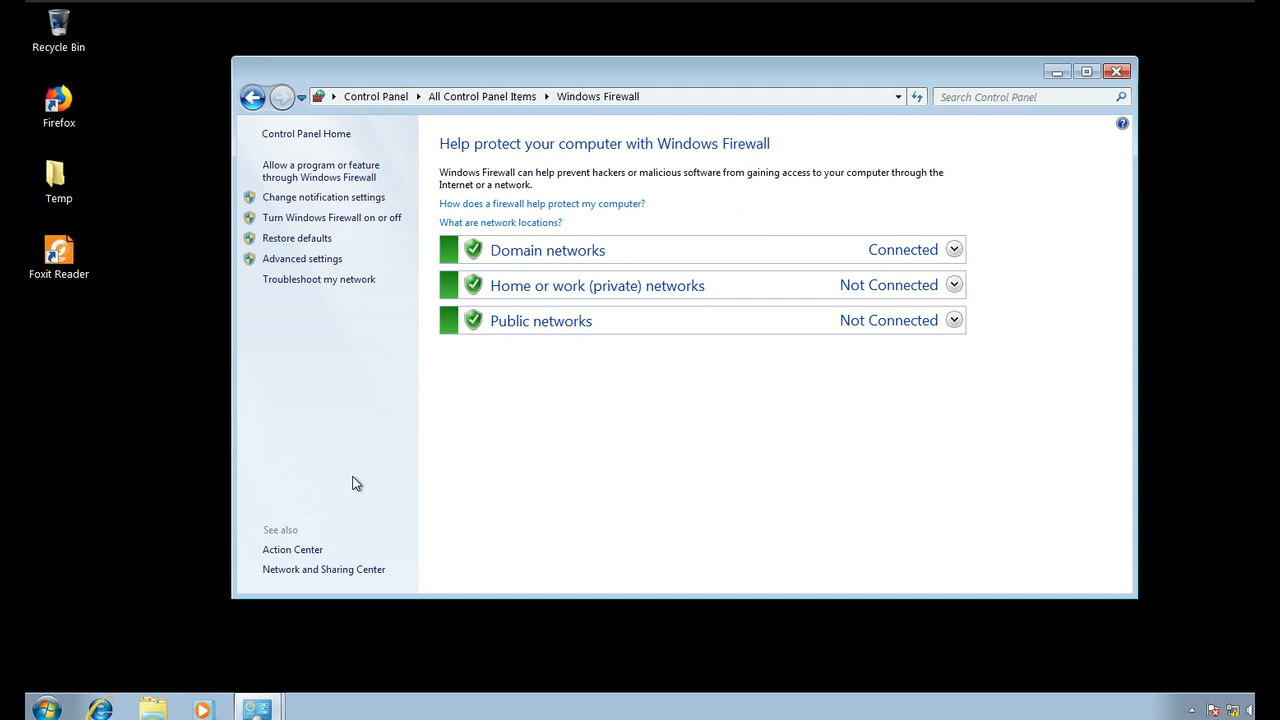 Recycle Bin
Firefox
Temp
Foxit Reader
Control Panel
All Control Panel Items
Windows Firewall
Search Control Panel
Control Panel Home
Allow a program or feature
through Windows Firewall
Change notification settings
Turn Windows Firewall on or off
Restore defaults
Advanced settings
Troubleshoot my network
See also
Action Center
Network and Sharing Center
Help protect your computer with Windows Firewall
Windows Firewall can help prevent hackers or malicious software from gaining access to your computer through the
Internet or a network.
How does a firewall help protect my computer?
What are network locations?
Domain networks Connected
Home or work (private) networks Not Connected
Public networks Not Connected